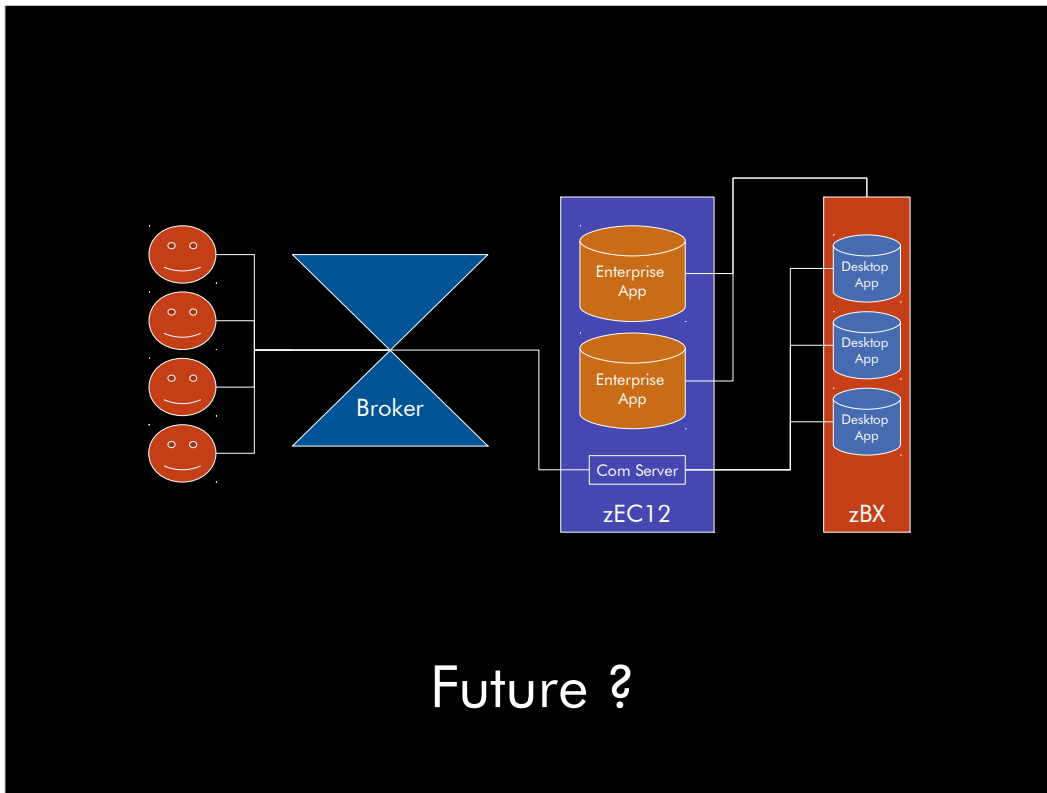 Broker
Enterprise
App
Enterprise
App
Com Server
zEC12
Desktop
App
Desktop
App
Desktop
App
zBX
Future ?